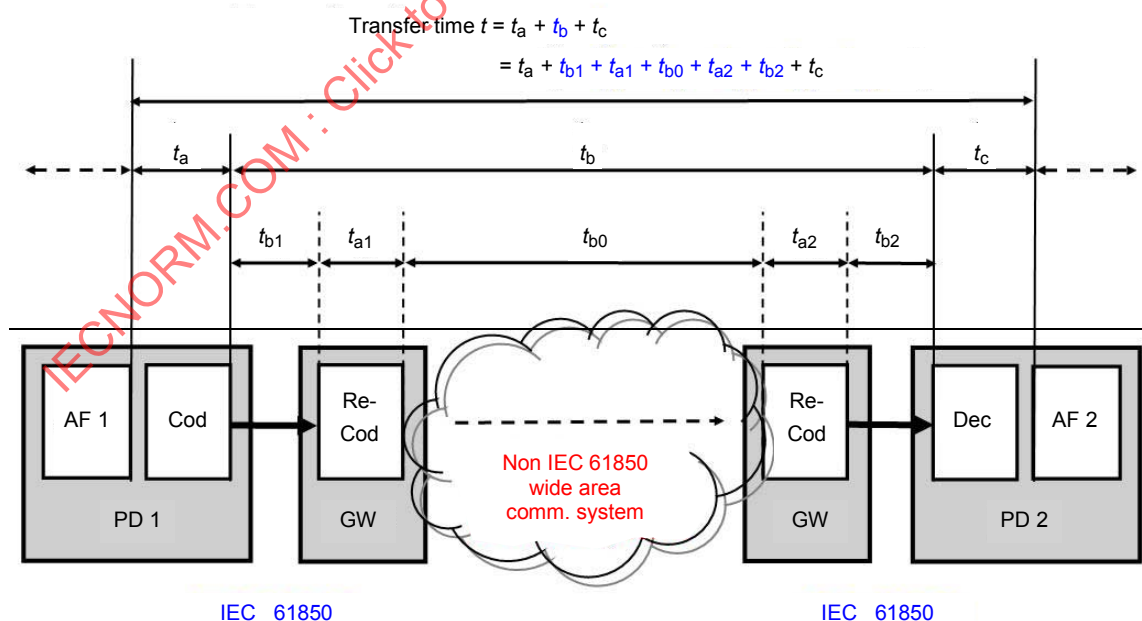 Transfer time t = ta + tb + tc
= ta + tb1 + ta1 + tb0 + ta2 + tb2 + tc
ta
tb
tc
tb1
ta1
tb0
ta2
tb2
AF 1
Cod
Re-
Cod
Non IEC 61850
wide area
comm. system
Re-
Cod
Dec
AF 2
PD 1
GW
GW
PD 2
IEC 61850
IEC 61850
IECNORM.COM : Click to